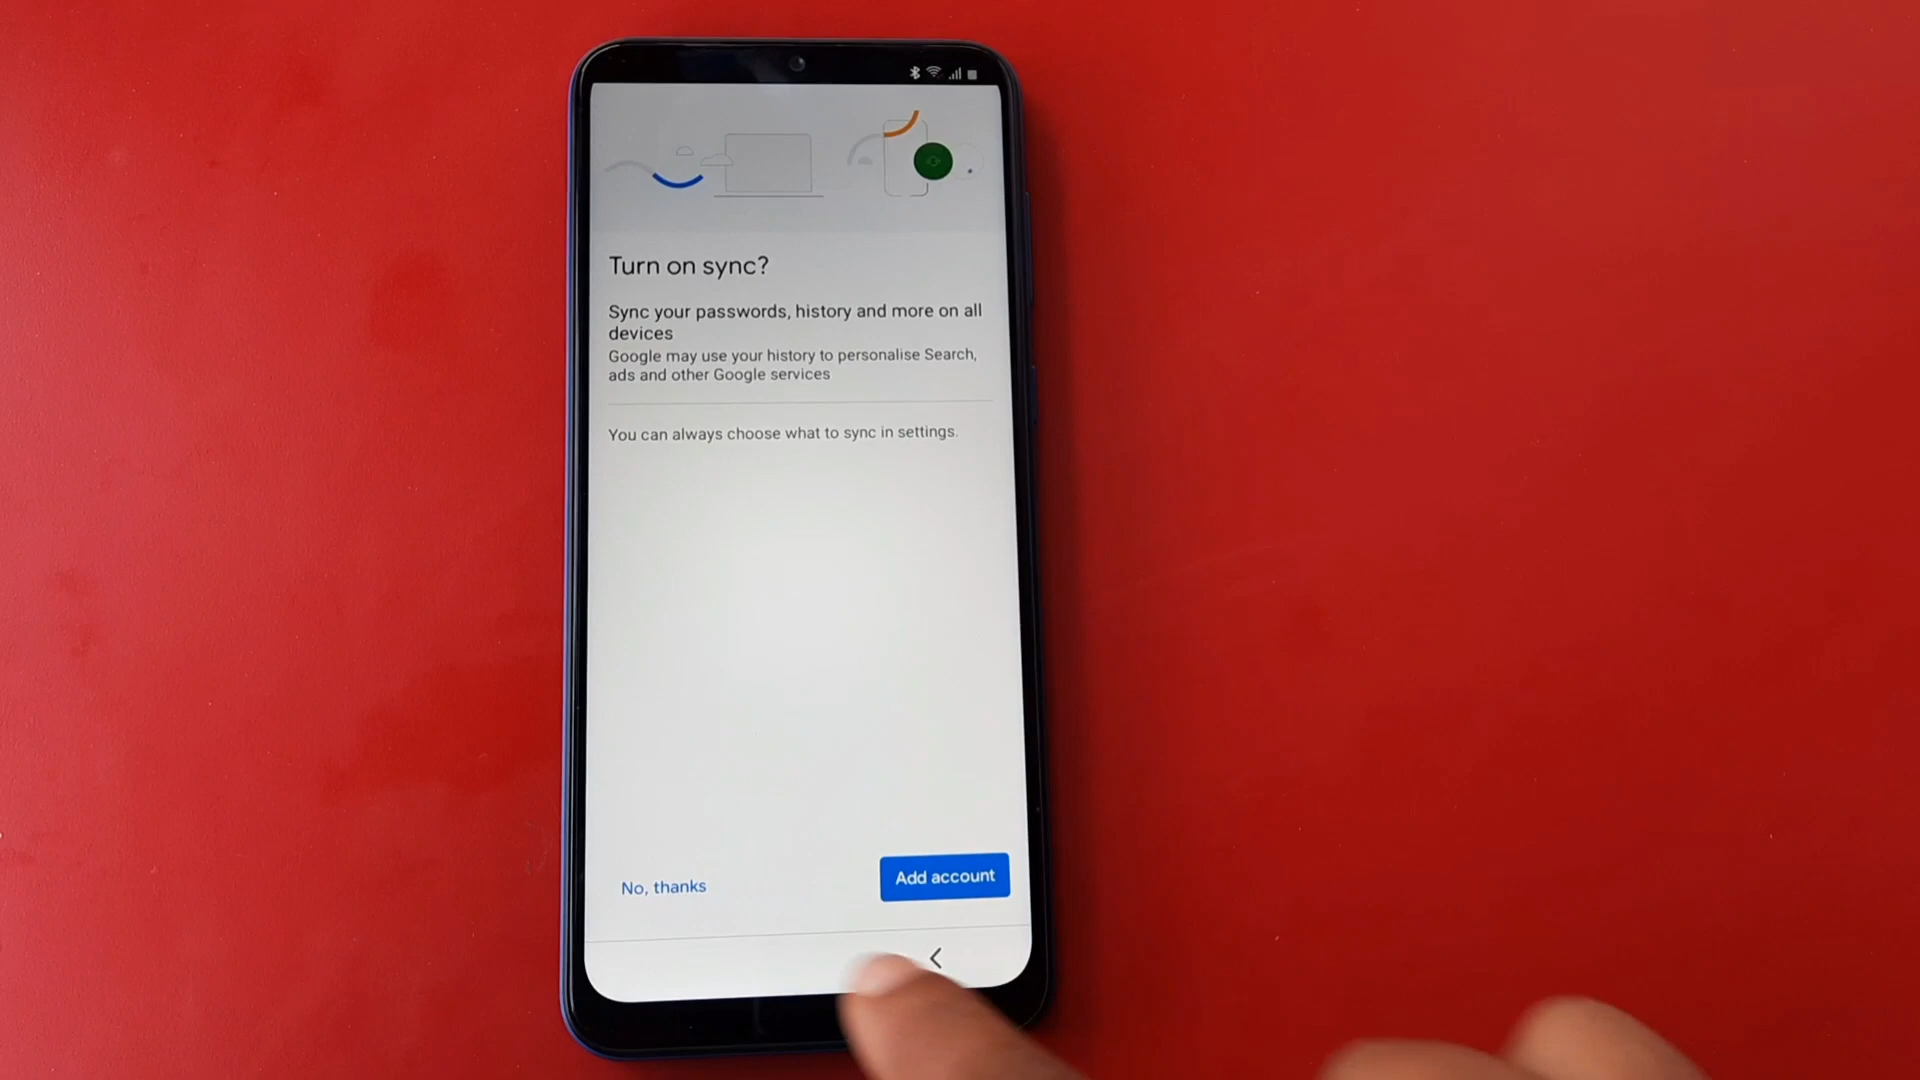 Turn on sync?
Sync your passwords, history and more on all
devices
Google may use your history to personalise Search,
ads and other Google services
You can always choose what to sync in settings.
No, thanks
Add account